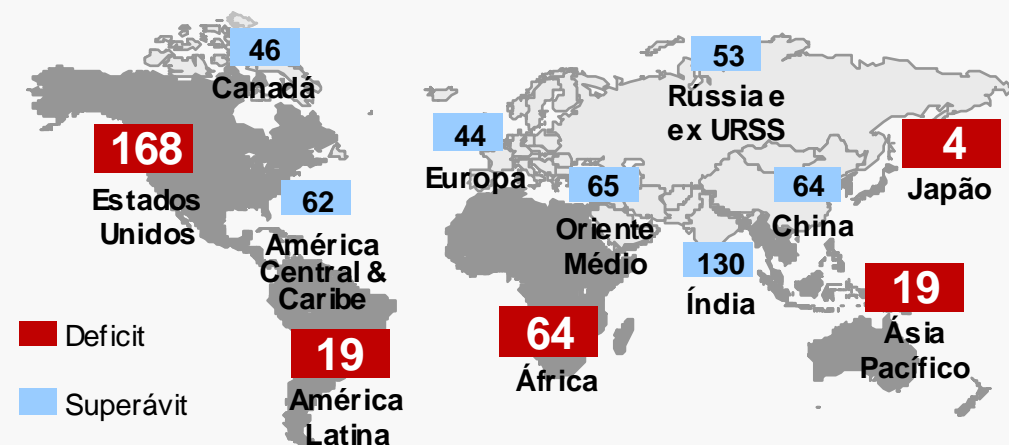 46
Canadá
168
Estados
Unidos
62
América
Central &
Caribe
19
América
Latina
44
Europa
65
Oriente
Médio
64
África
53
Rússia e
ex URSS
64
China
130
Índia
4
Japão
19
Ásia
Pacífico
Deficit
Superávit